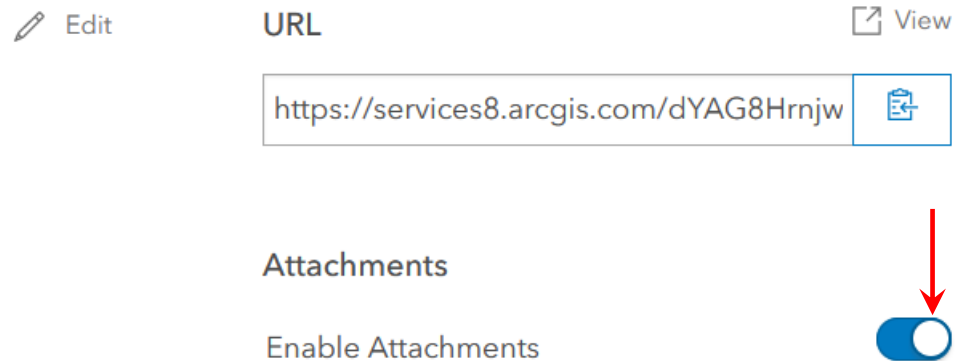 Edit
URL
View
https://services8.arcgis.com/dYAG8Hrnjw
Attachments
Enable Attachments